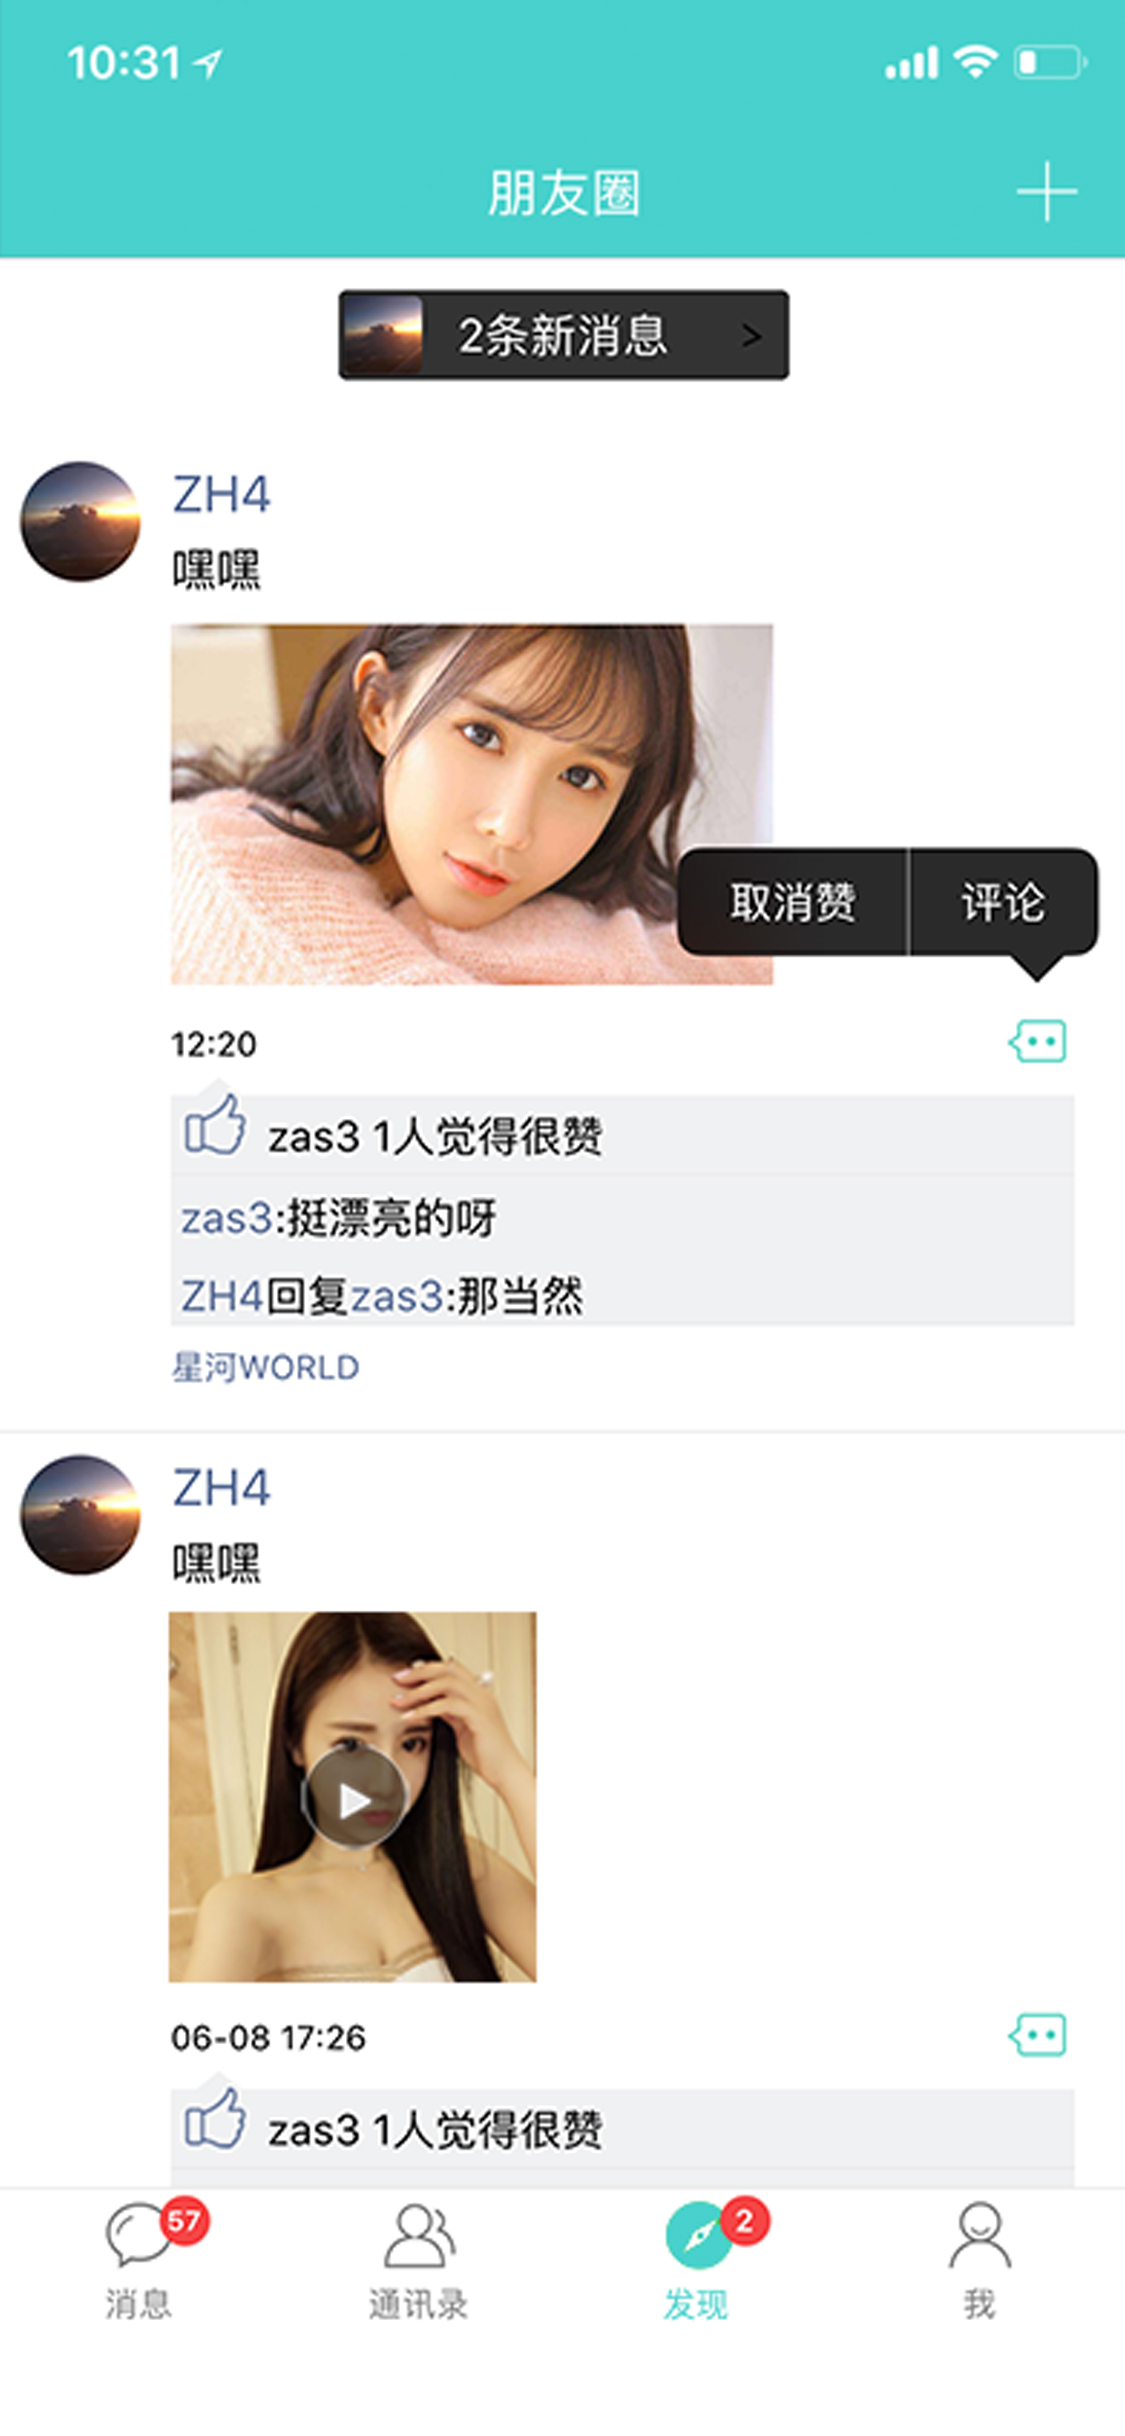 10:31
朋友圈
2条新消息 >
ZH4
嘿嘿
取消赞 评论
12:20
zas3 1人觉得很赞
zas3:挺漂亮的呀
ZH4回复zas3:那当然
星河WORLD
ZH4
嘿嘿
06-08 17:26
zas3 1人觉得很赞
57 2
消息 通讯录 发现 我